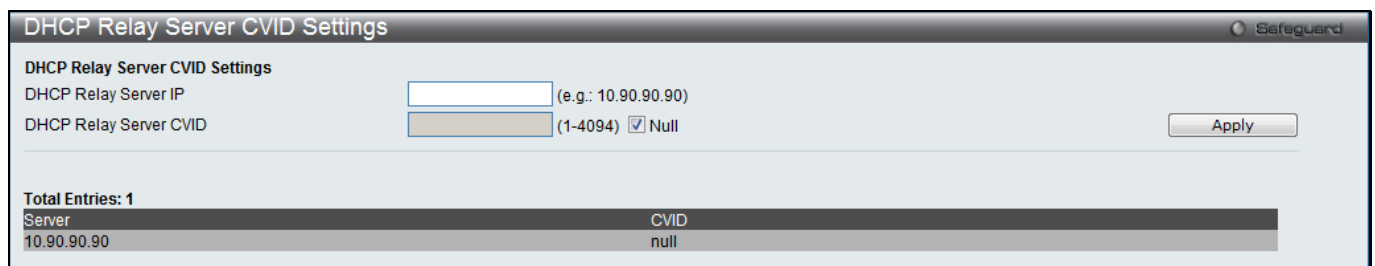 DHCP Relay Server CVID Settings
Safeguard
DHCP Relay Server CVID Settings
DHCP Relay Server IP (e.g.: 10.90.90.90)
DHCP Relay Server CVID (1-4094) Null Apply
Total Entries: 1
Server CVID
10.90.90.90 null